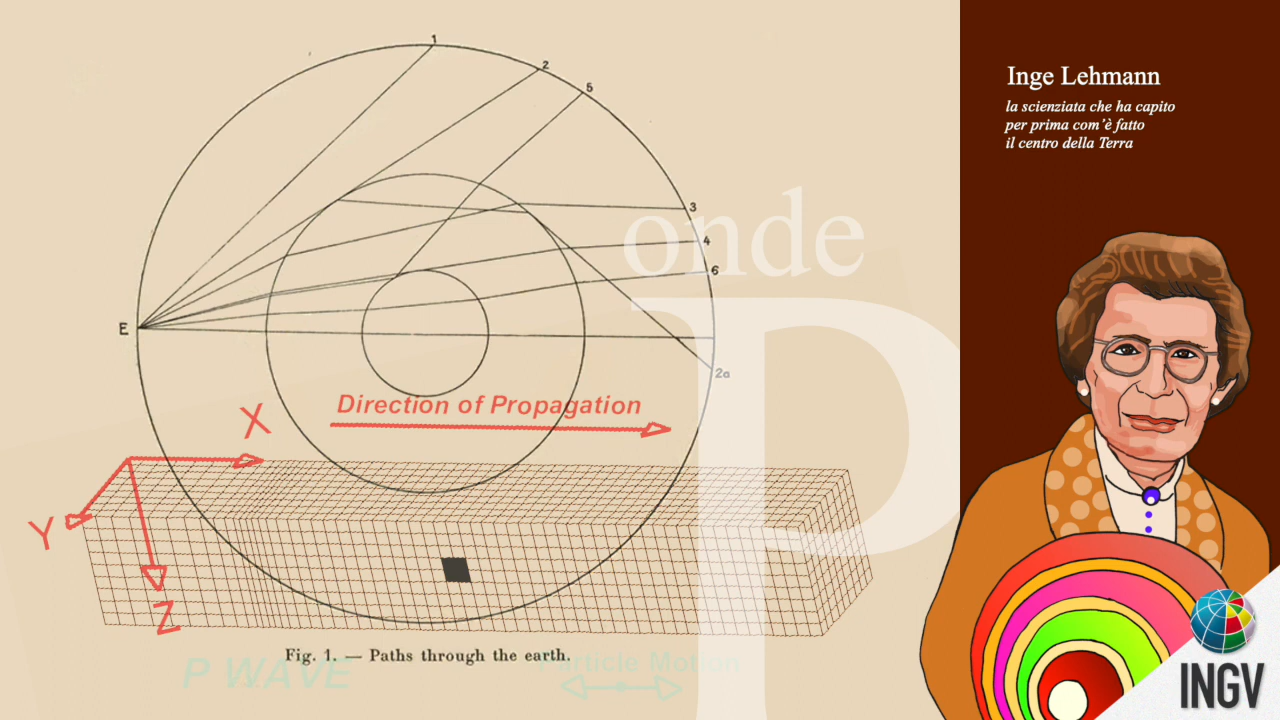 1
2
5
3
4
6
E
2a
onde
P
Direction of Propagation
X
Y
Z
Fig. 1. — Paths through the earth.
P WAVE
Particle Motion
Inge Lehmann
la scienziata che ha capito
per prima com'è fatto
il centro della Terra
INGV